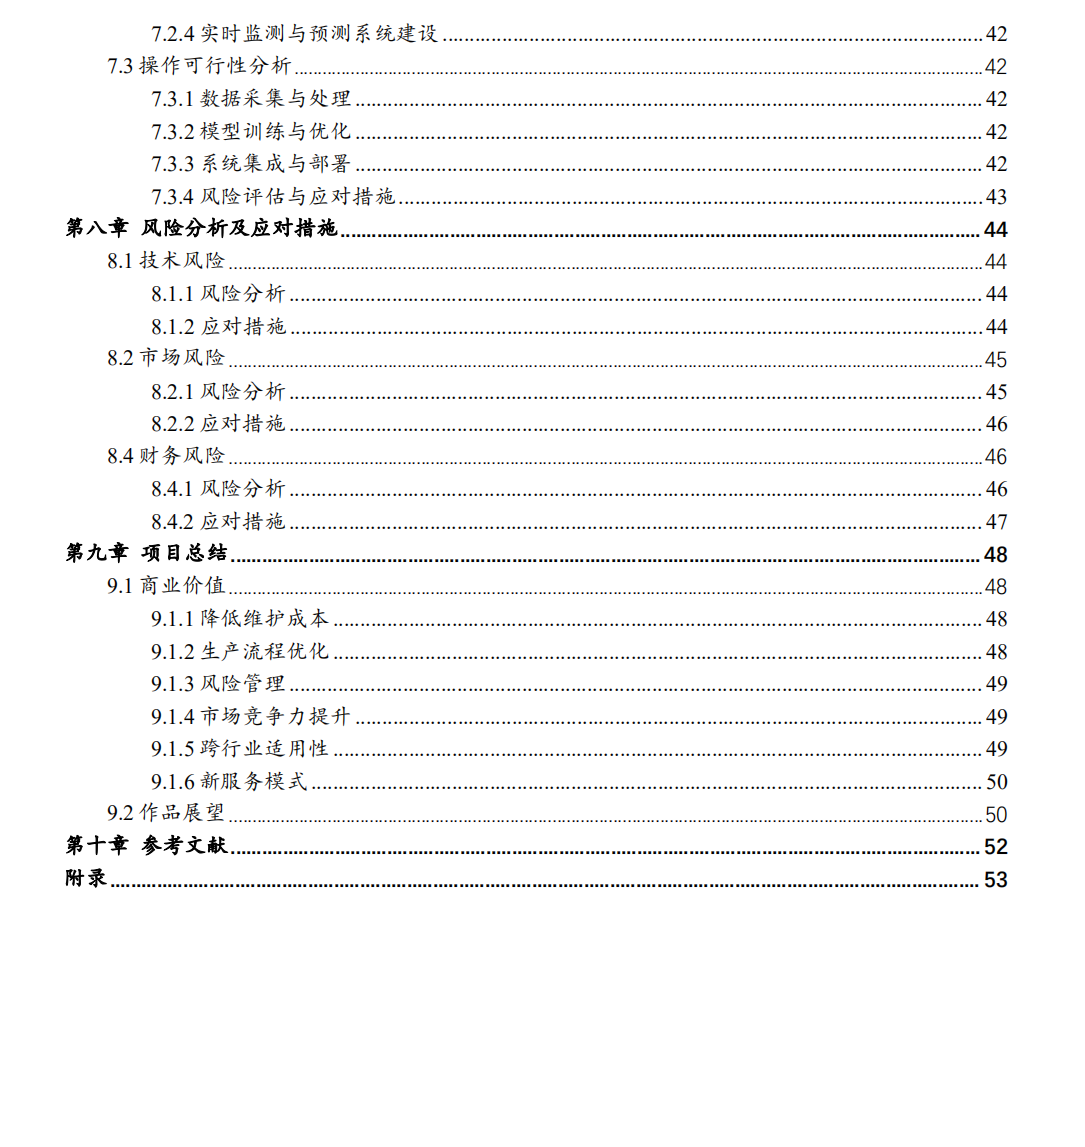 7.2.4 实时监测与预测系统建设........................................42
7.3 操作可行性分析........................................42
7.3.1 数据采集与处理........................................42
7.3.2 模型训练与优化........................................42
7.3.3 系统集成与部署........................................42
7.3.4 风险评估与应对措施........................................43
第八章 风险分析及应对措施........................................44
8.1 技术风险........................................44
8.1.1 风险分析........................................44
8.1.2 应对措施........................................44
8.2 市场风险........................................45
8.2.1 风险分析........................................45
8.2.2 应对措施........................................46
8.4 财务风险........................................46
8.4.1 风险分析........................................46
8.4.2 应对措施........................................47
第九章 项目总结........................................48
9.1 商业价值........................................48
9.1.1 降低维护成本........................................48
9.1.2 生产流程优化........................................48
9.1.3 风险管理........................................49
9.1.4 市场竞争力提升........................................49
9.1.5 跨行业适用性........................................49
9.1.6 新服务模式........................................50
9.2 作品展望........................................50
第十章 参考文献........................................52
附录........................................53